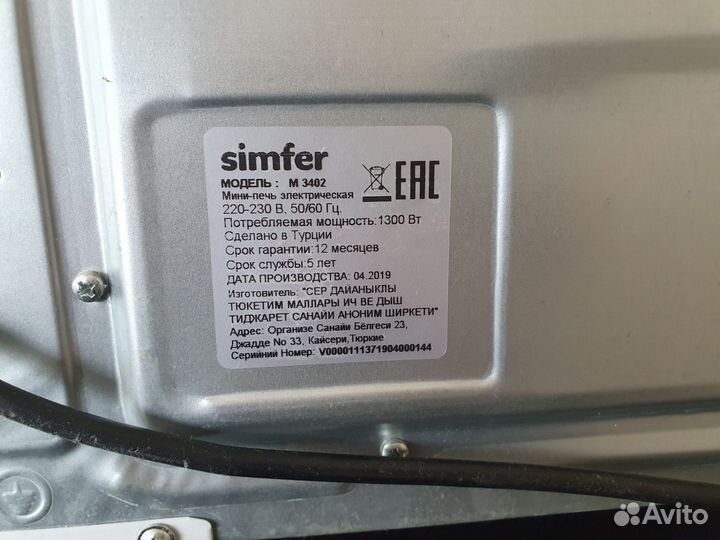 simfer
МОДЕЛЬ : М 3402
Мини-печь электрическая
220-230 В, 50/60 Гц.
Потребляемая мощность:1300 Вт
Сделано в Турции
Срок гарантии:12 месяцев
Срок службы:5 лет
ДАТА ПРОИЗВОДСТВА: 04.2019
Изготовитель: "СЕР ДАЙАНЫКЛЫ
ТЮКЕТИМ МАЛЛАРЫ ИЧ ВЕ ДЫШ
ТИДЖАРЕТ САНАЙИ АНОНИМ ШИРКЕТИ"
Адрес: Организе Санайи Бёлгеси 23,
Джадде No 33, Кайсери,Тюркие
Серийний Номер: V0000111371904000144
EAC
Avito